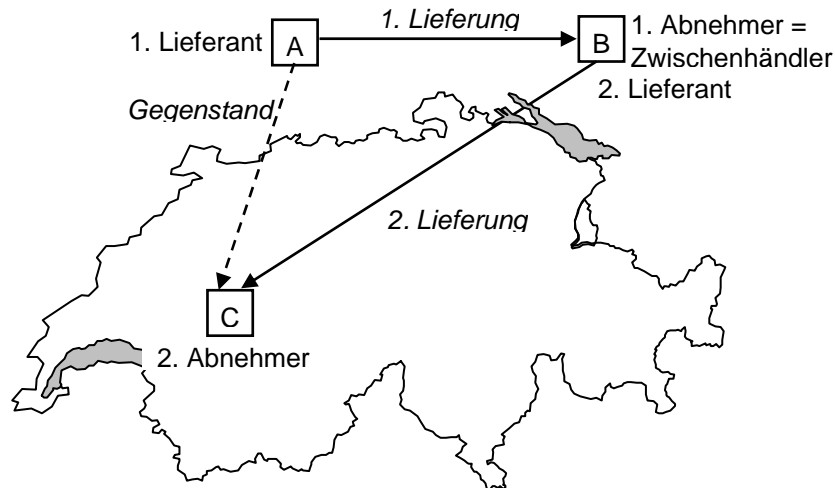 1. Lieferant
A
1. Lieferung
B
1. Abnehmer =
Zwischenhändler
2. Lieferant
Gegenstand
2. Lieferung
C
2. Abnehmer